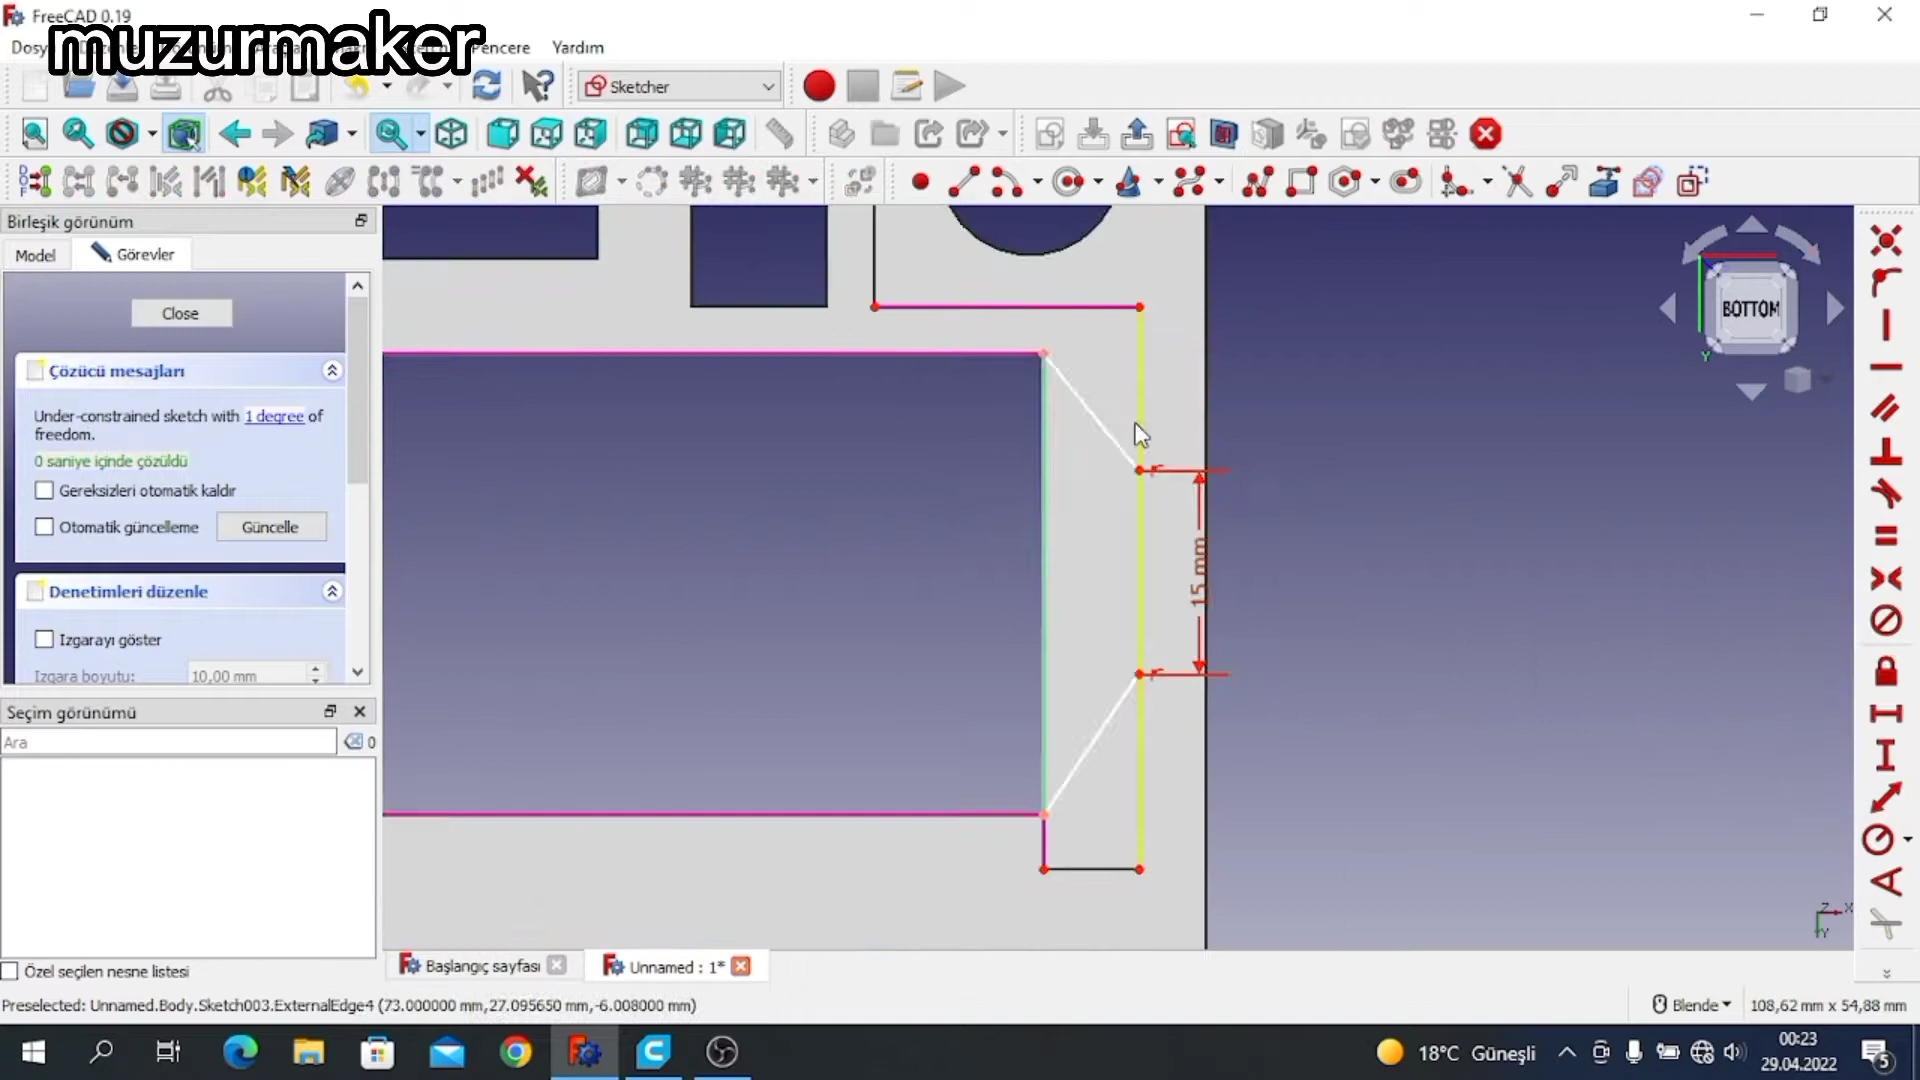 FreeCAD 0.19
muzurmaker
Dosy
Pencere
Yardım
Sketcher
Birleşik görünüm
Model
Görevler
Close
Çözücü mesajları
Under-constrained sketch with 1 degree of
freedom.
0 saniye içinde çözüldü
Gereksizleri otomatik kaldır
Otomatik güncelleme
Güncelle
Denetimleri düzenle
Izgarayı göster
Izgara boyutu:
10,00 mm
Seçim görünümü
Ara
0
Özel seçilen nesne listesi
15 mm
BOTTOM
Y
Z
X
Y
Başlangıç sayfası
Unnamed : 1*
Preselected: Unnamed.Body.Sketch003.ExternalEdge4 (73.000000 mm,27.095650 mm,-6.008000 mm)
Blende
108,62 mm x 54,88 mm
18°C Güneşli
00:23
29.04.2022
5